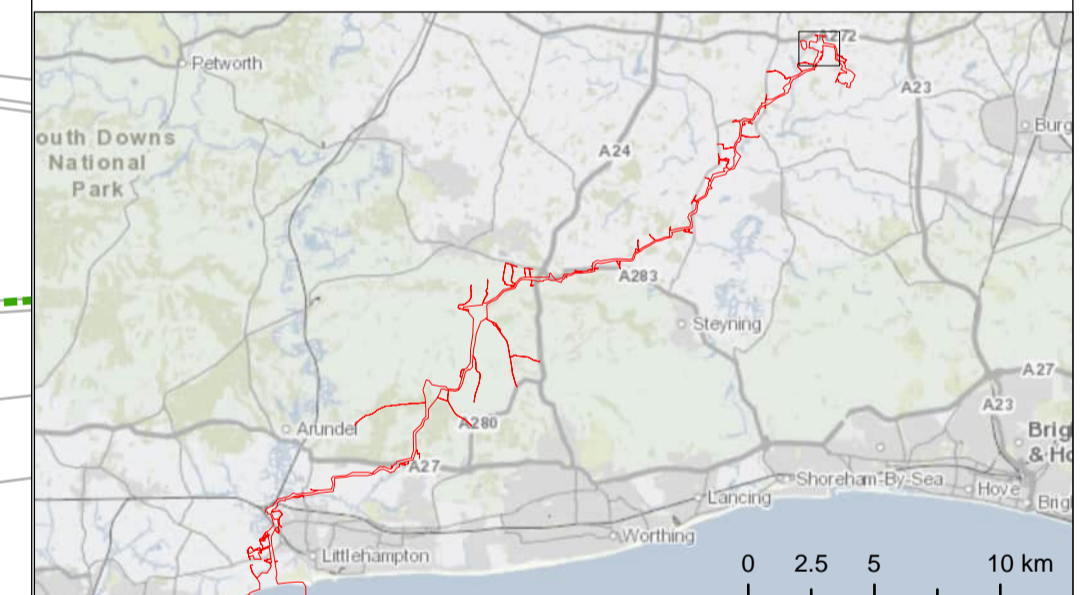 A272
Petworth
A23
Burg
outh Downs
National
Park
A24
A283
Steyning
A27
A23
Arundel
A280
Brig
& Ho
A27
Shoreham-By-Sea
Hove
Lancing
Brig
Worthing
Littlehampton
0 2.5 5 10 km